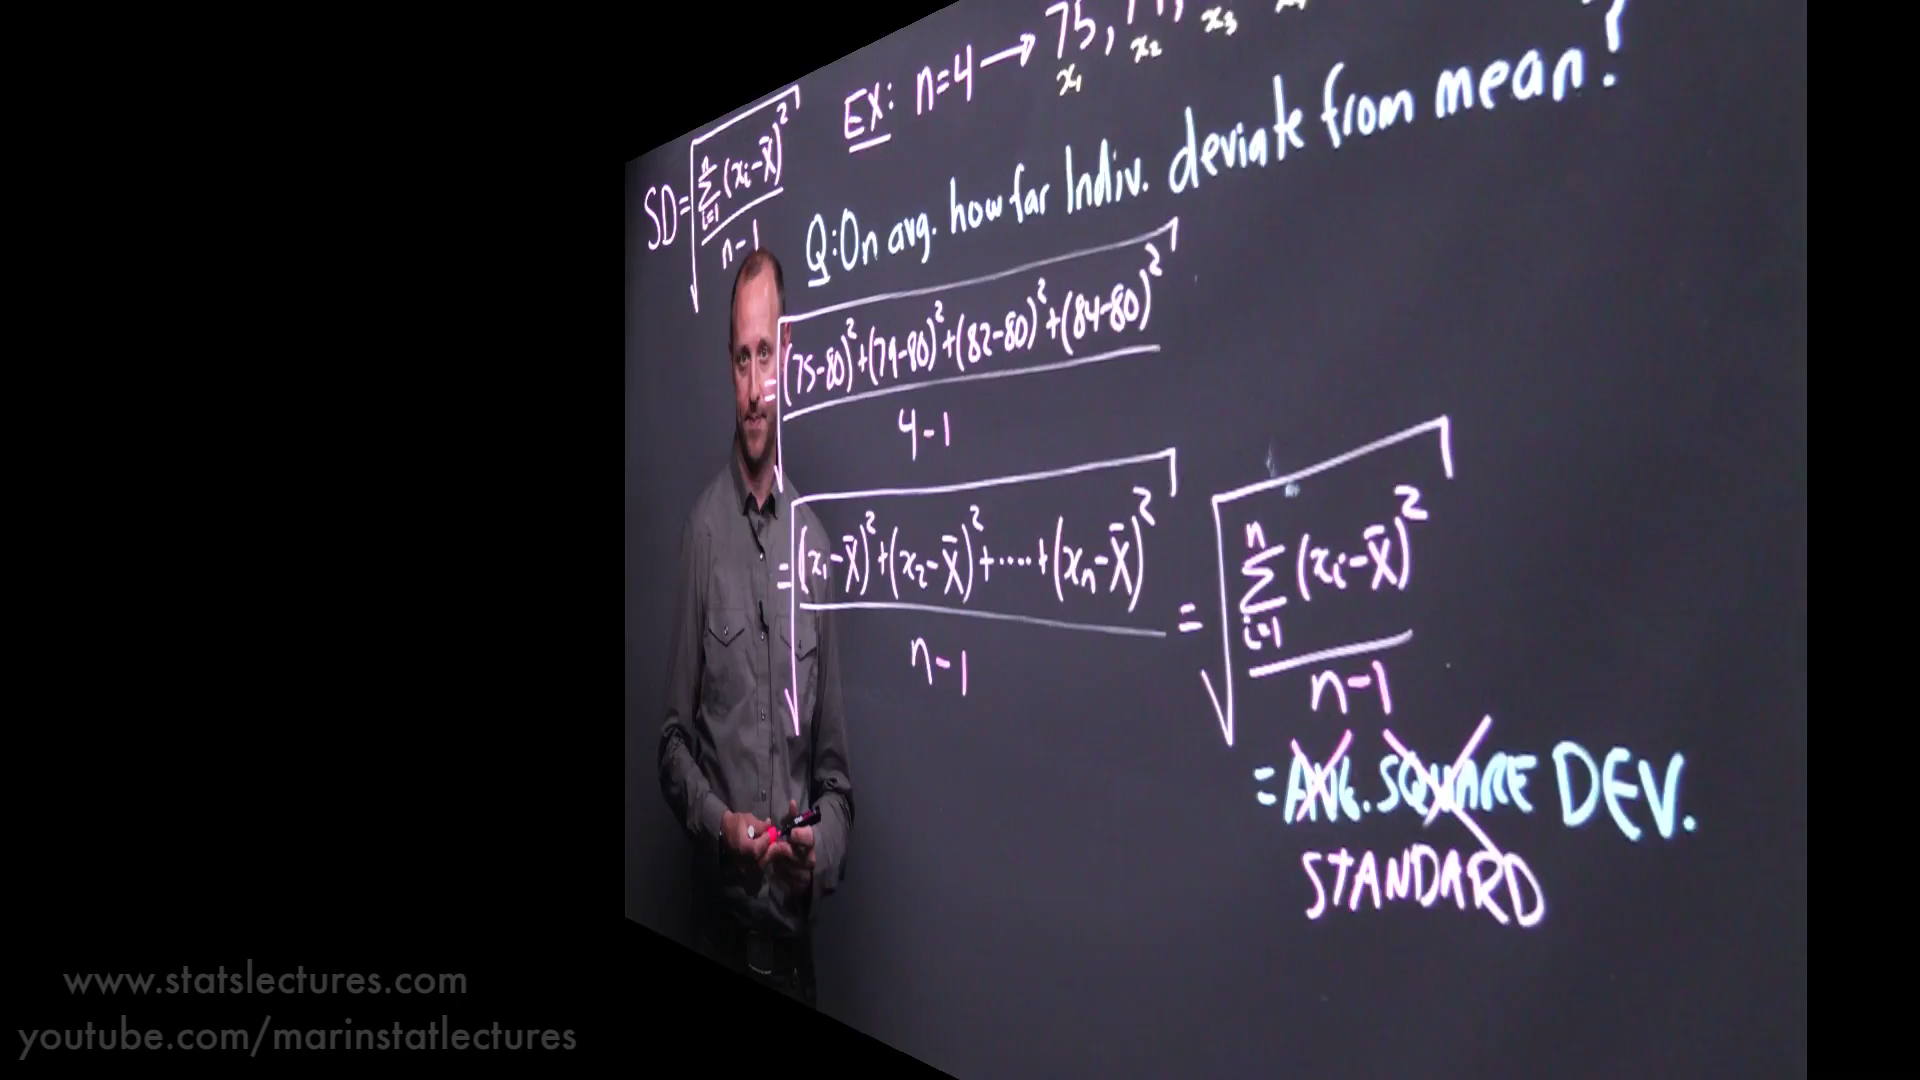 EX: n=4 → 75,
x₁ x₂ x₃
SD=√(∑ᵢ₌₁ⁿ(xᵢ-X̄)²/n-1)
Q: On avg. how far Indiv. deviate from mean?
=√((75-80)²+(79-80)²+(82-80)²+(84-80)²/4-1)
=√((x₁-X̄)²+(x₂-X̄)²+.....+(xₙ-X̄)²/n-1) = √(∑ᵢ₌₁ⁿ(xᵢ-X̄)²/n-1)
= AVG. SQUARE DEV.
STANDARD
www.statslectures.com
youtube.com/marinstatlectures